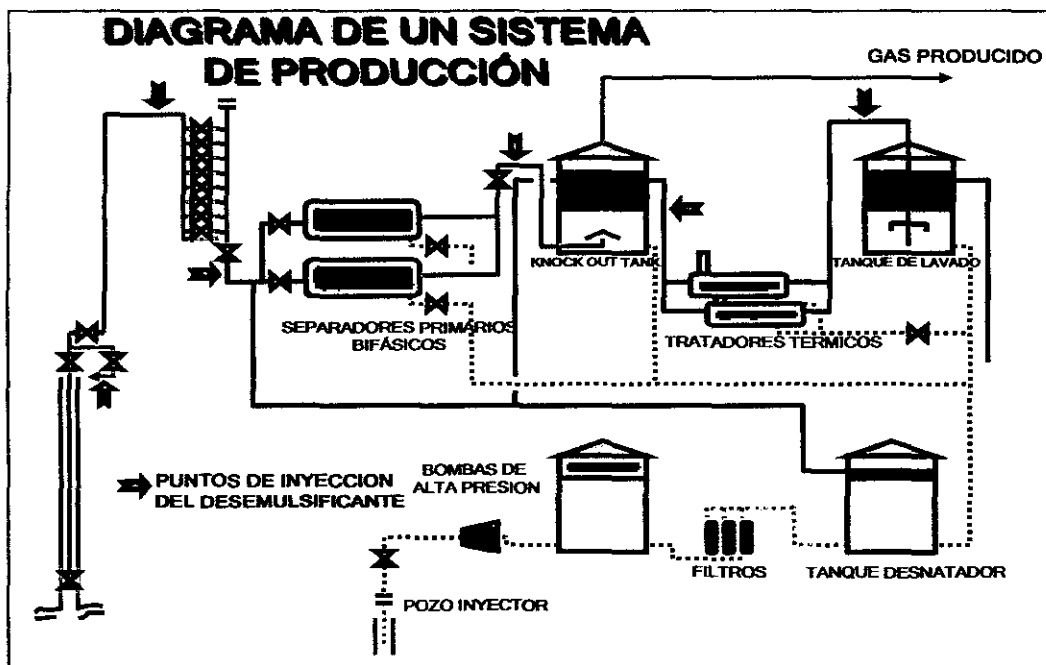 DIAGRAMA DE UN SISTEMA
DE PRODUCCIÓN
GAS PRODUCIDO
KNOCK OUT TANK
TANQUE DE LAVADO
SEPARADORES PRIMÁRIOS
BIFÁSICOS
TRATADORES TERMICOS
PUNTOS DE INYECCION
DEL DESEMULSIFICANTE
BOMBAS DE
ALTA PRESION
FILTROS
TANQUE DESNATADOR
POZO INYECTOR